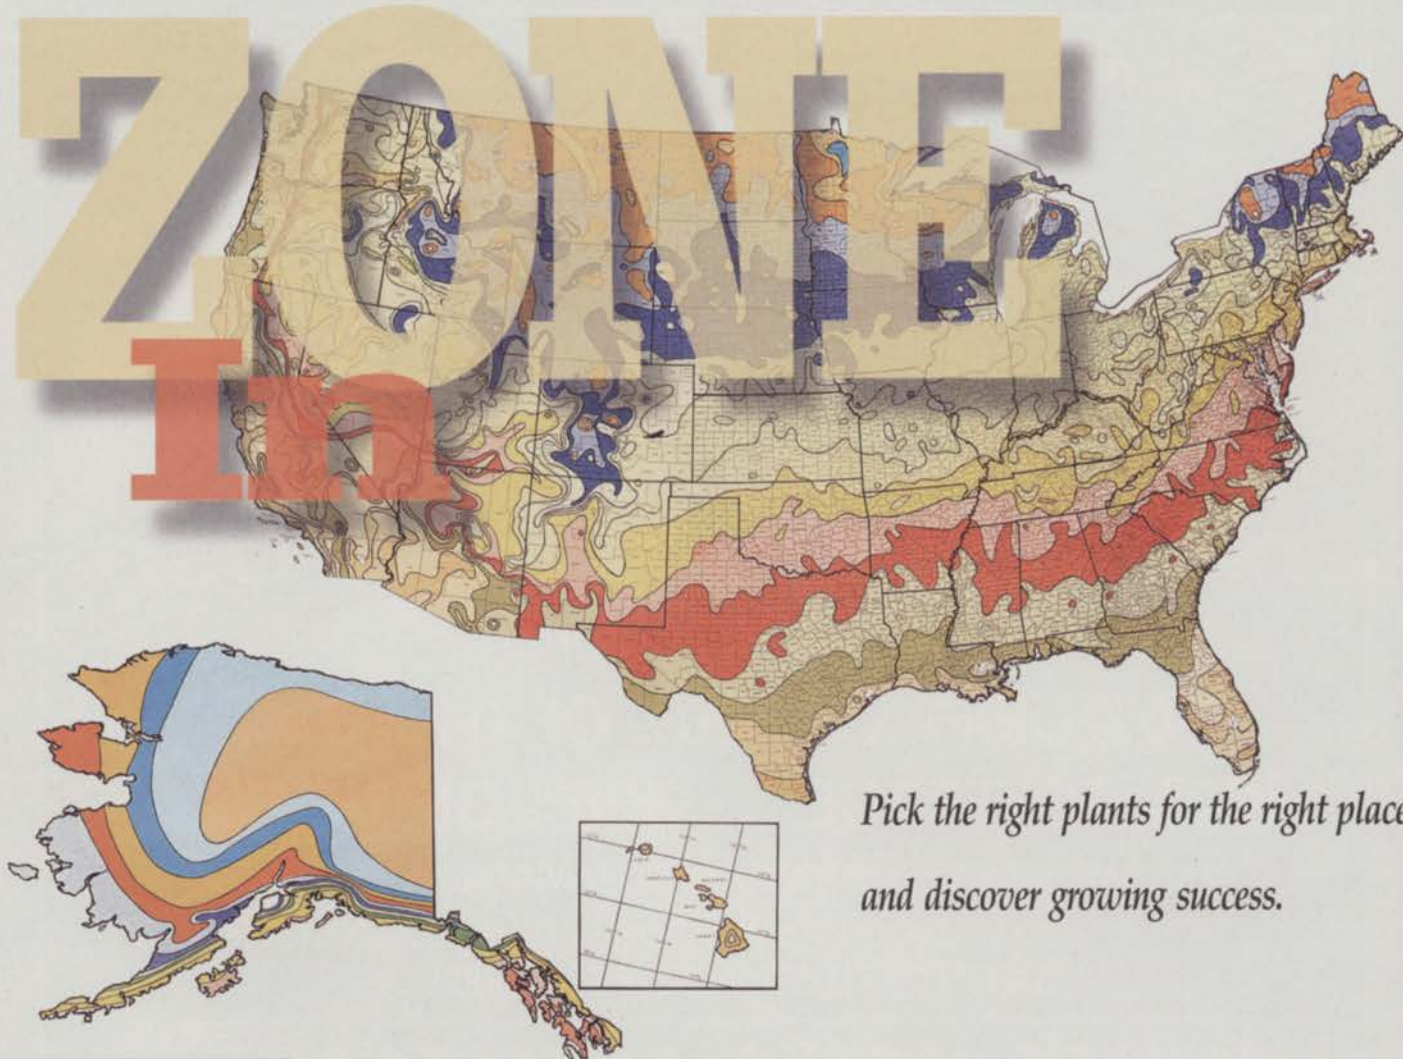 ZONE
In
Pick the right plants for the right place
and discover growing success.